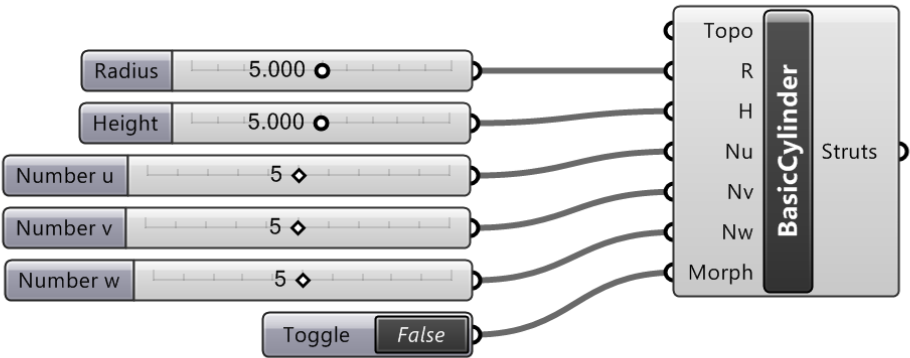 Radius 5.000
Height 5.000
Number u 5
Number v 5
Number w 5
Toggle False
Topo
R
H
Nu
Nv
Nw
Morph
BasicCylinder
Struts